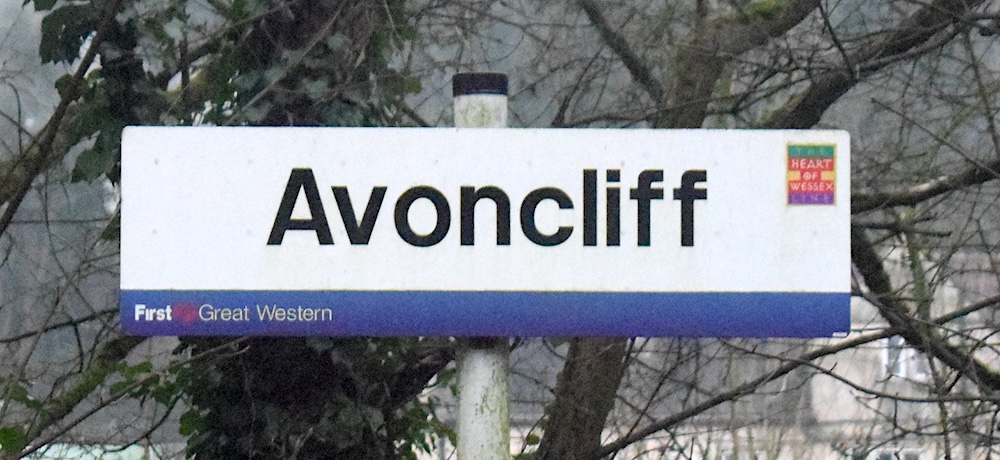 Avoncliff
THE
HEART
OF
WESSEX
LINE
First Great Western